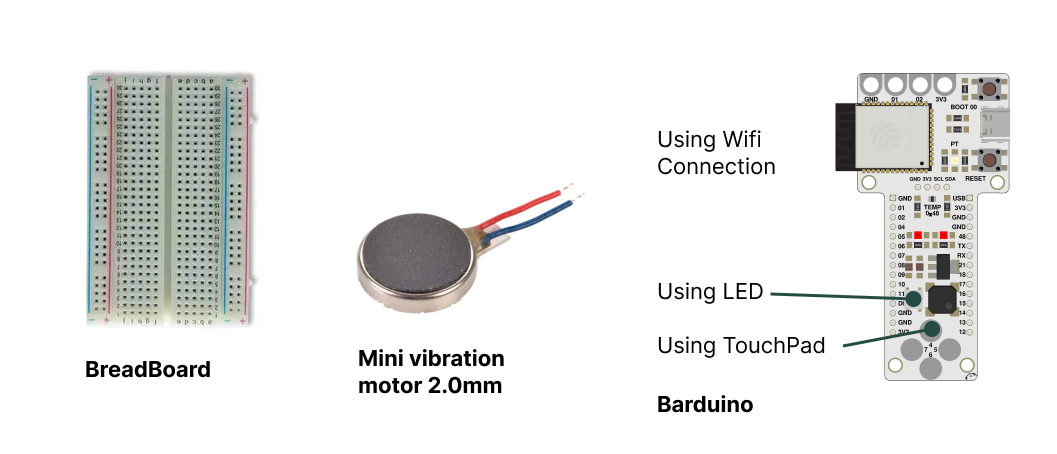 Using Wifi
Connection
Using LED
Using TouchPad
BreadBoard
Mini vibration
motor 2.0mm
Barduino
GND 01 02 3V3
BOOT 00
PT
RESET
GND 3V3 SCL SDA
GND USB
01 3V3
02 GND
04 GND
05 48
06 TX
07 RX
08 21
09 18
10 17
11 16
DI 15
GND 14
GND 13
3V3 12
TEMP
0x48
4
7 5
6